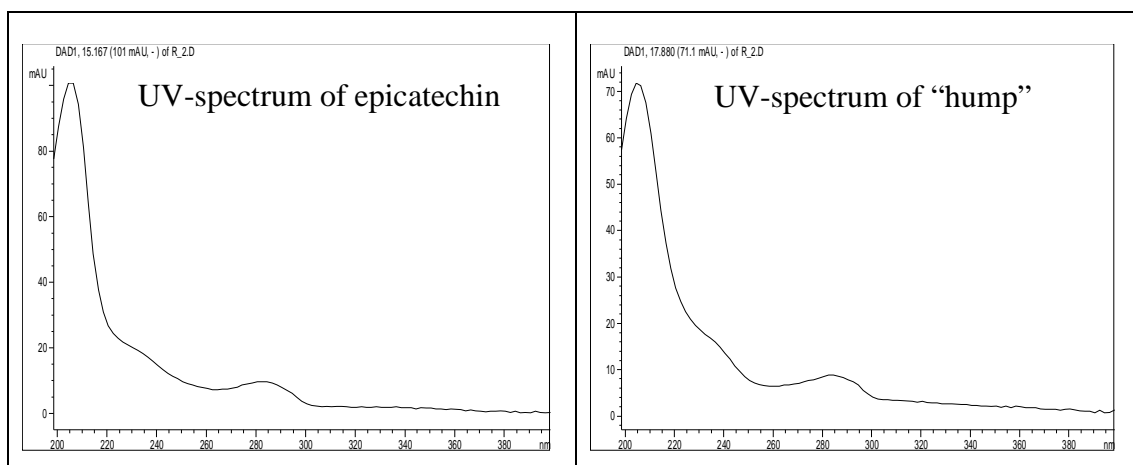 DAD1, 15.167 (101 mAU, - ) of R_2.D
mAU
UV-spectrum of epicatechin
80
60
40
20
0
200 220 240 260 280 300 320 340 360 380 nm
DAD1, 17.880 (71.1 mAU, - ) of R_2.D
mAU
UV-spectrum of “hump”
70
60
50
40
30
20
10
0
200 220 240 260 280 300 320 340 360 380 nm